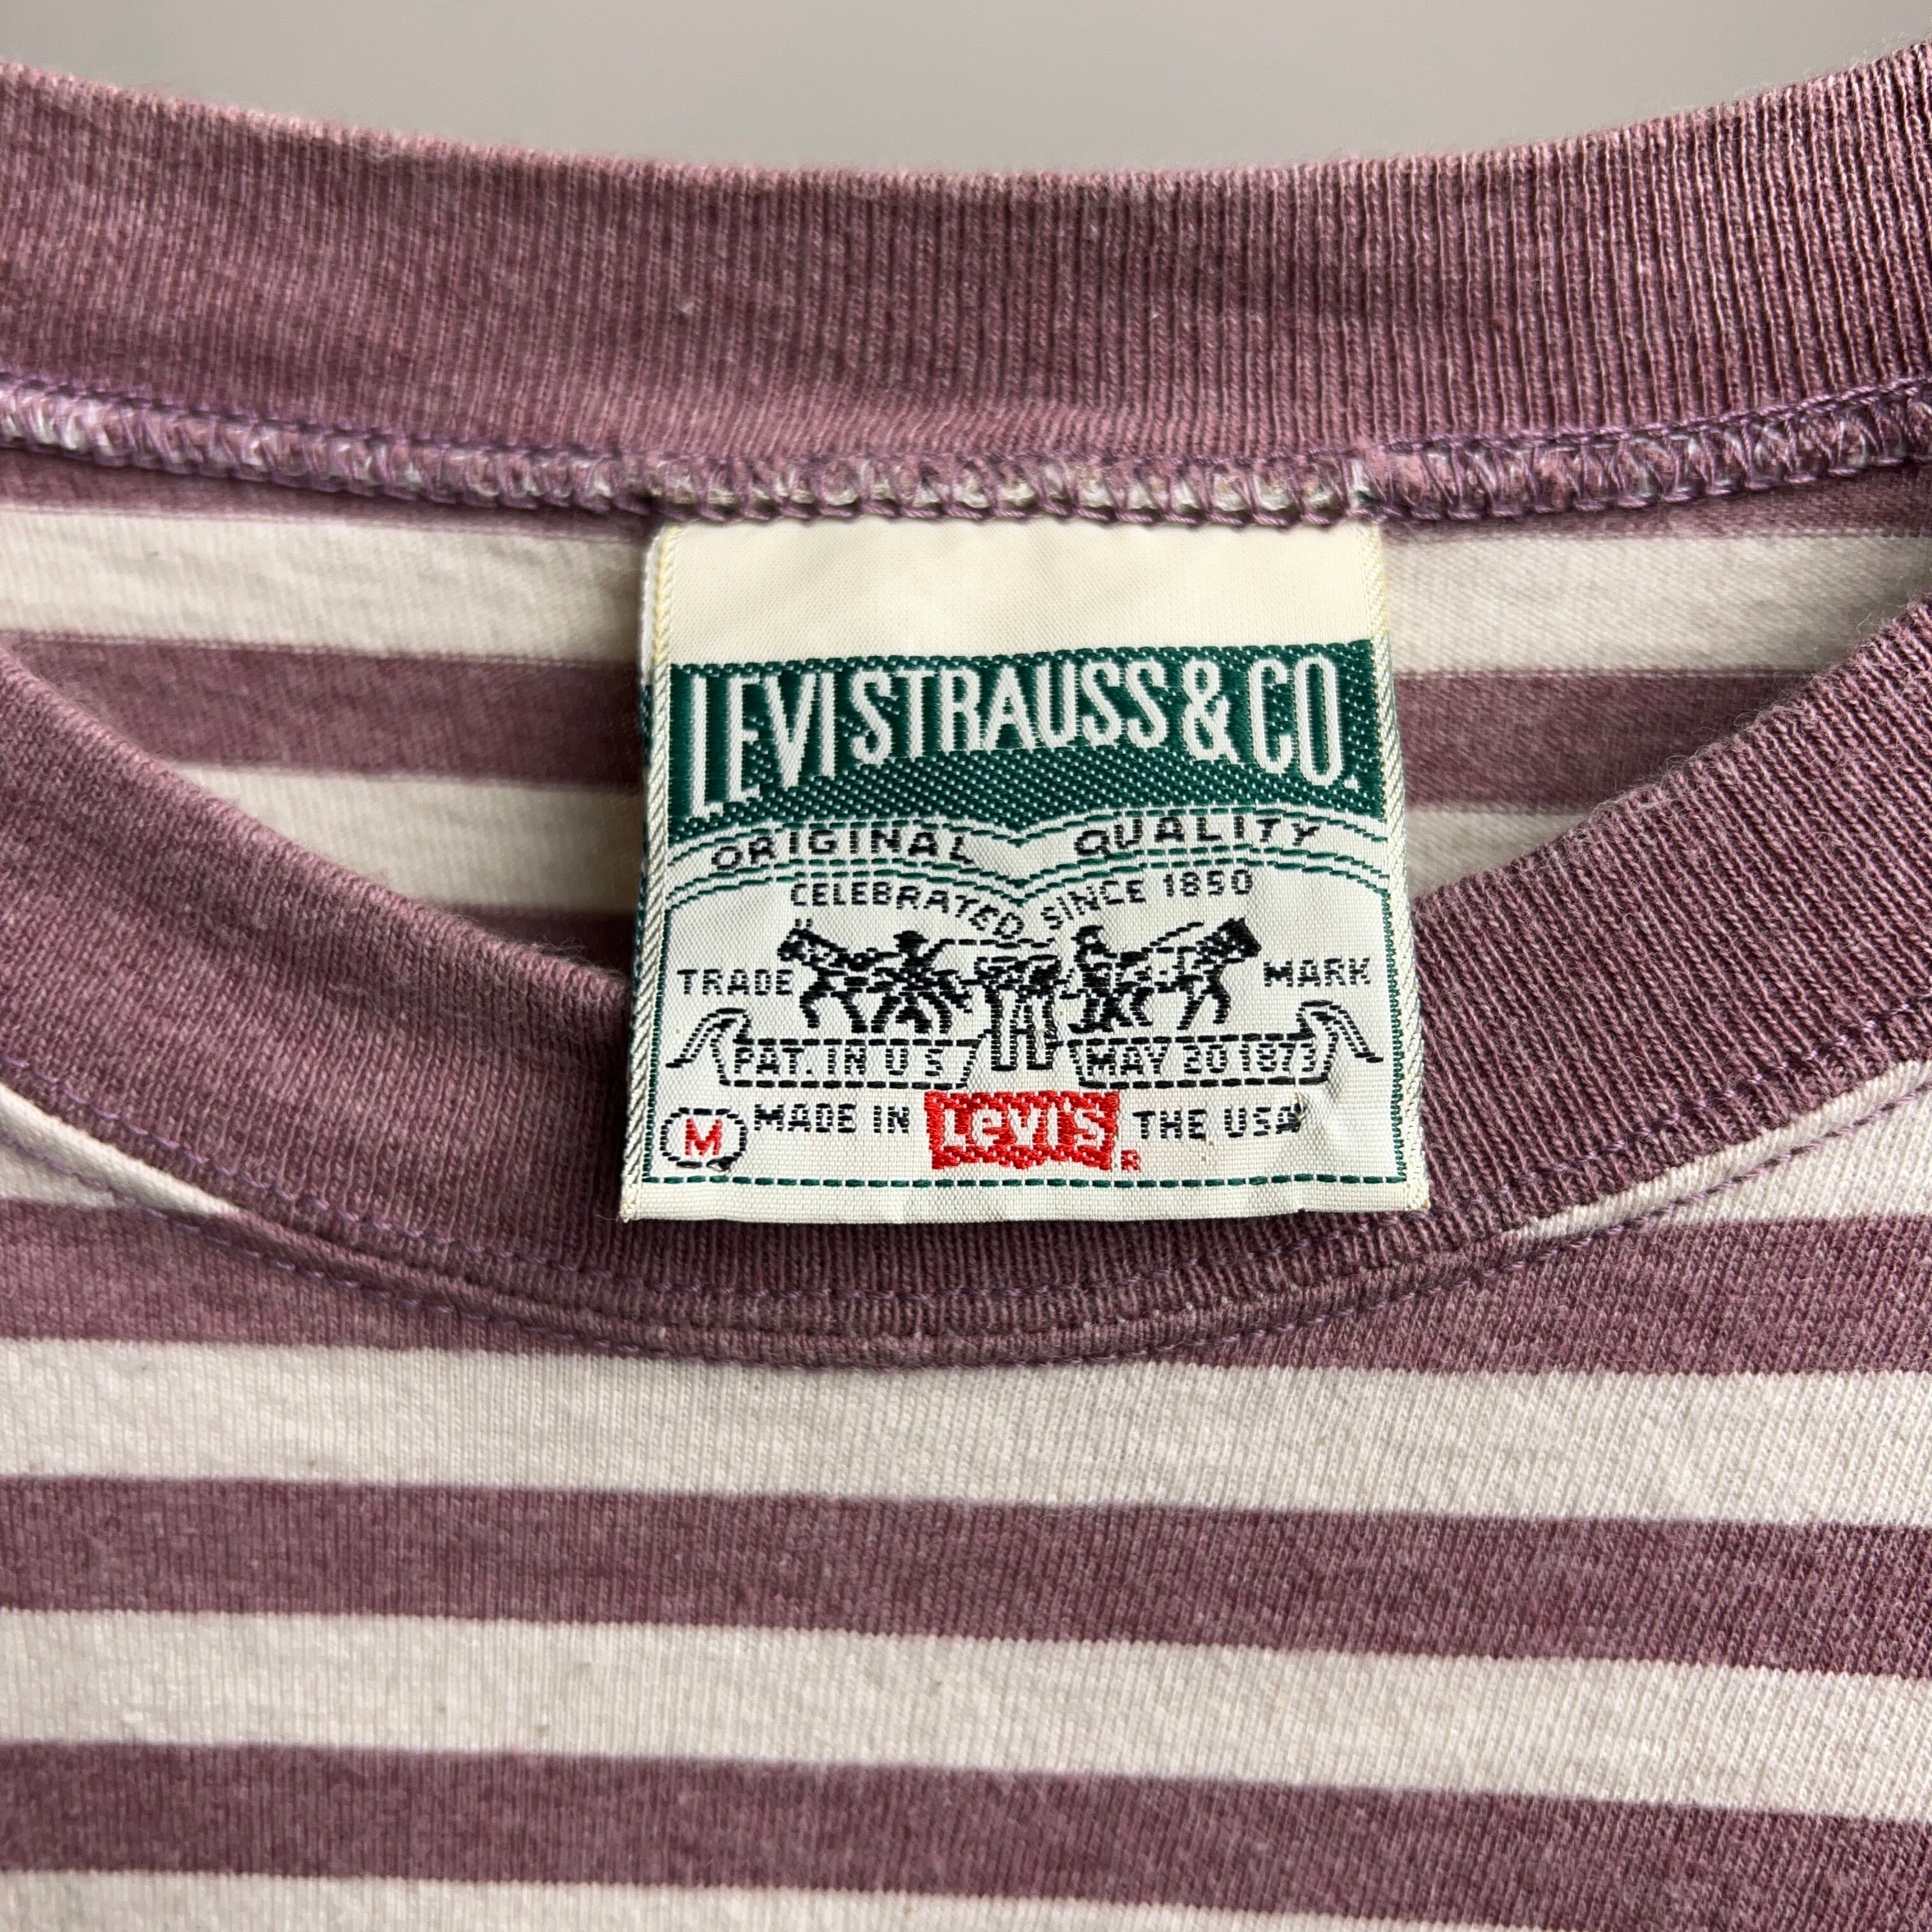 LEVI STRAUSS & CO.
ORIGINAL QUALITY
CELEBRATED SINCE 1850
TRADE MARK
PAT. IN U S MAY 20 1873
M MADE IN Levi's R THE USA